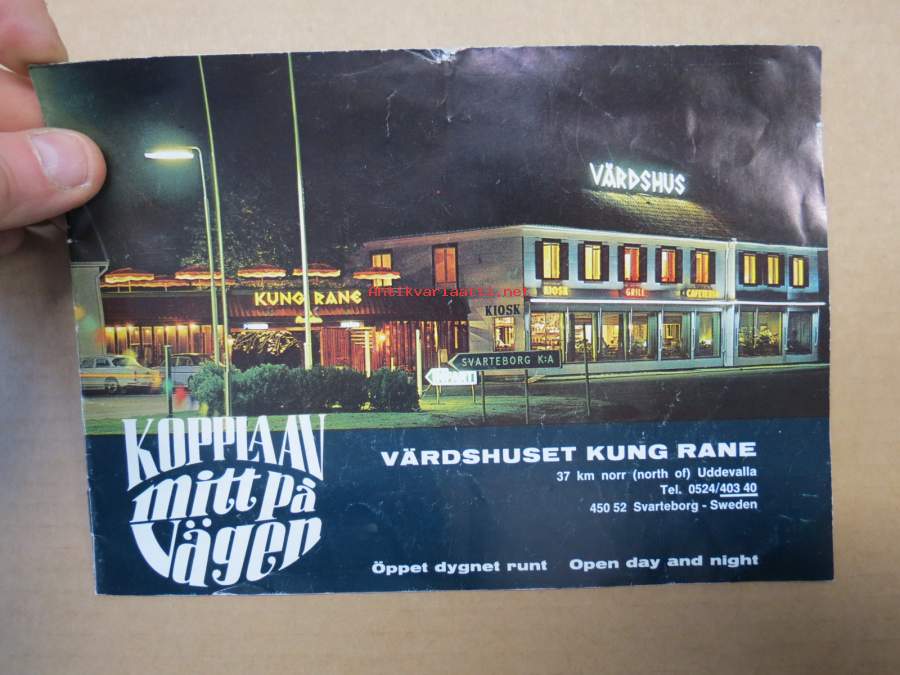 VÄRDSHUS
KUNG RANE
Antikvariaatti.net
KIOSK
KIOSK
GRILL
CAFETERIA
SVARTEBORG K:A
KOPPLA AV
mitt på
Vägen
VÄRDSHUSET KUNG RANE
37 km norr (north of) Uddevalla
Tel. 0524/403 40
450 52 Svarteborg - Sweden
Öppet dygnet runt Open day and night